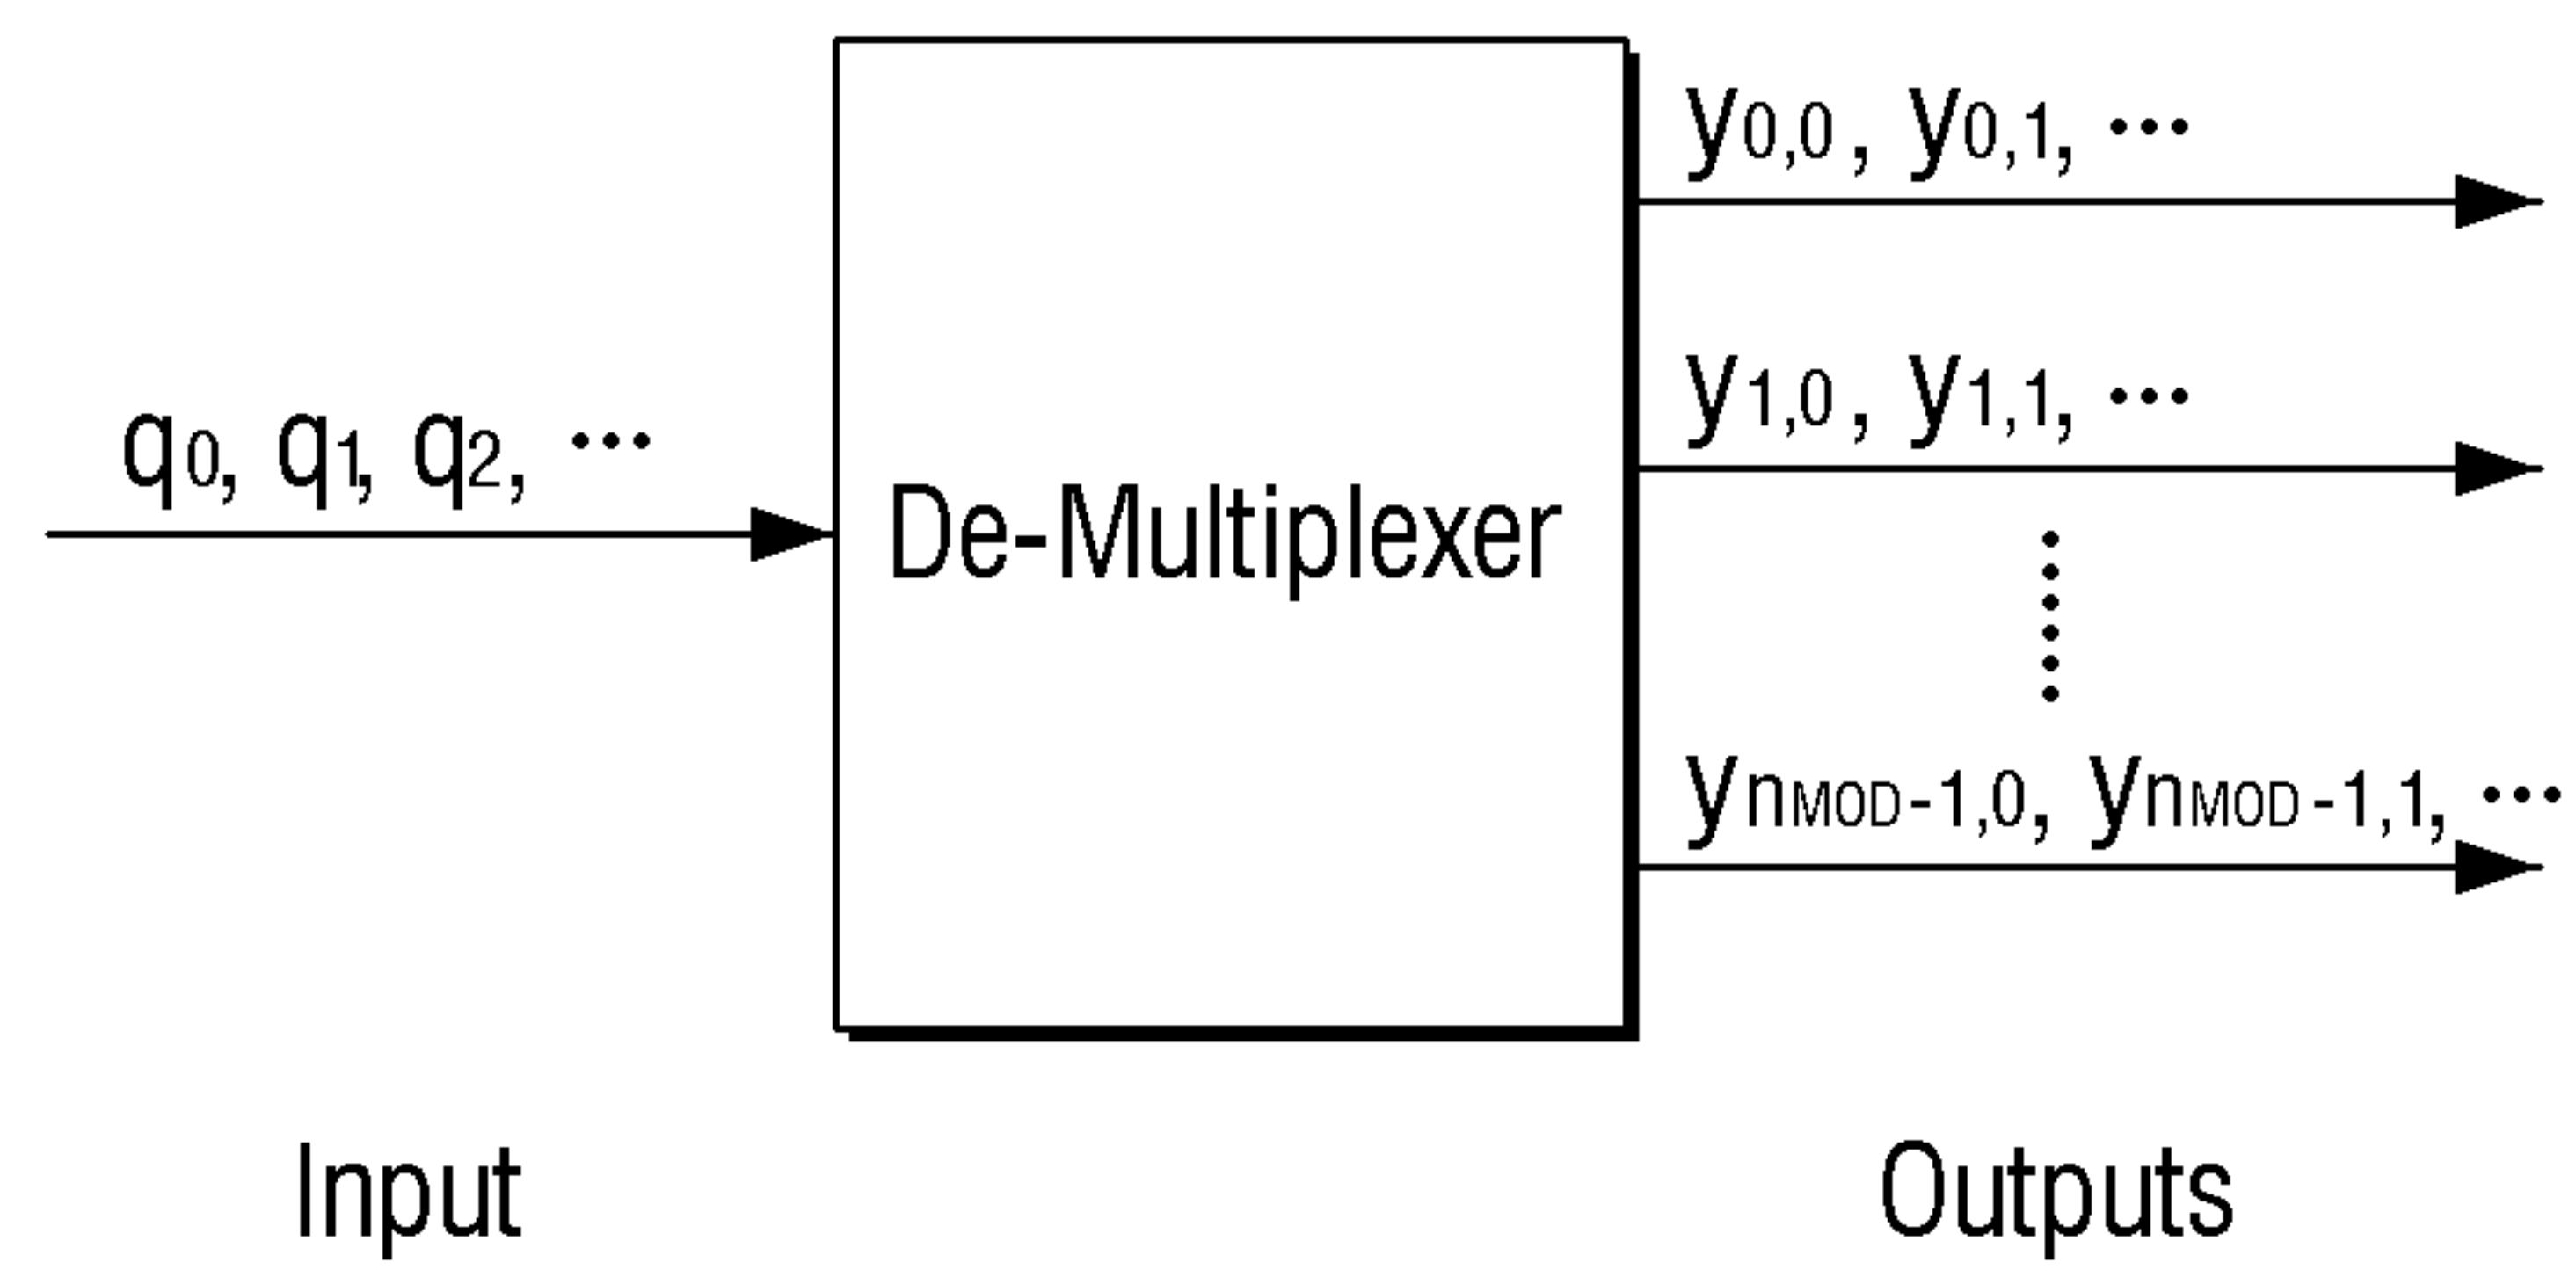 y0,0, y0,1, ···
q0, q1, q2, ···
y1,0, y1,1, ···
De-Multiplexer
ynMOD-1,0, ynMOD-1,1, ···
Input
Outputs